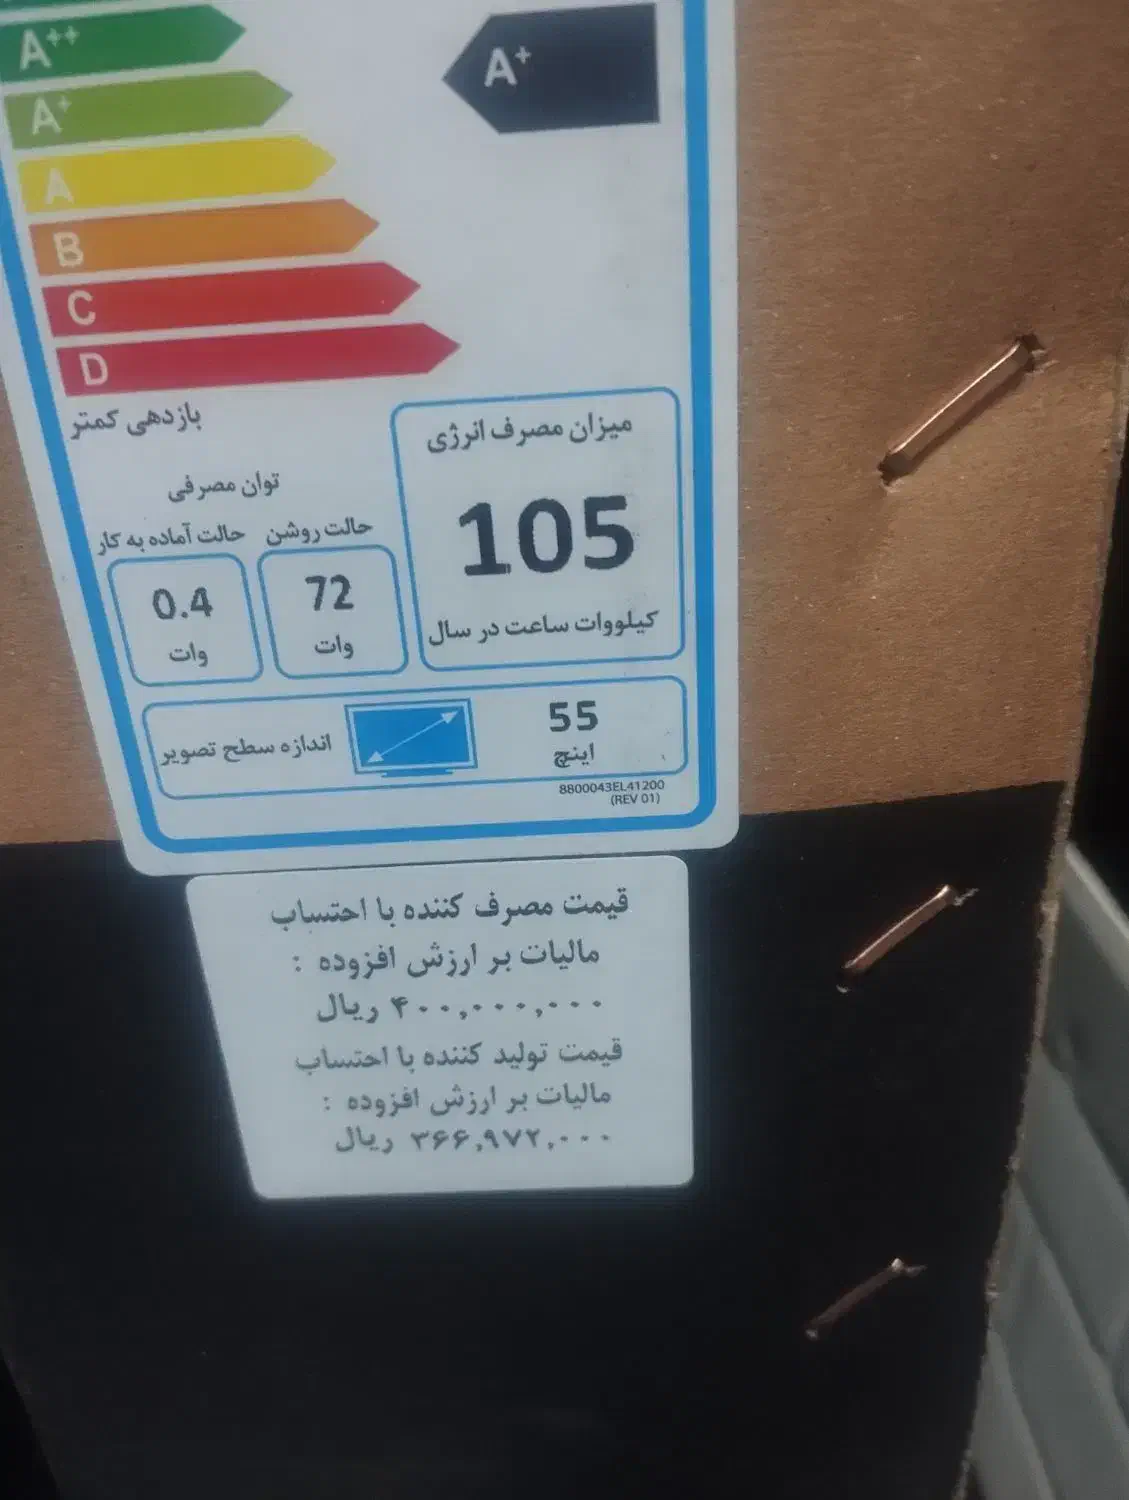 A++
A+
A+
A
B
C
D
بازدهی کمتر
میزان مصرف انرژی
105
کیلووات ساعت در سال
توان مصرفی
حالت روشن
72
وات
حالت آماده به کار
0.4
وات
55
اینچ
اندازه سطح تصویر
8800043EL41200
(REV 01)
قیمت مصرف کننده با احتساب
مالیات بر ارزش افزوده :
۴۰۰,۰۰۰,۰۰۰ ریال
قیمت تولید کننده با احتساب
مالیات بر ارزش افزوده :
۳۶۶,۹۷۲,۰۰۰ ریال